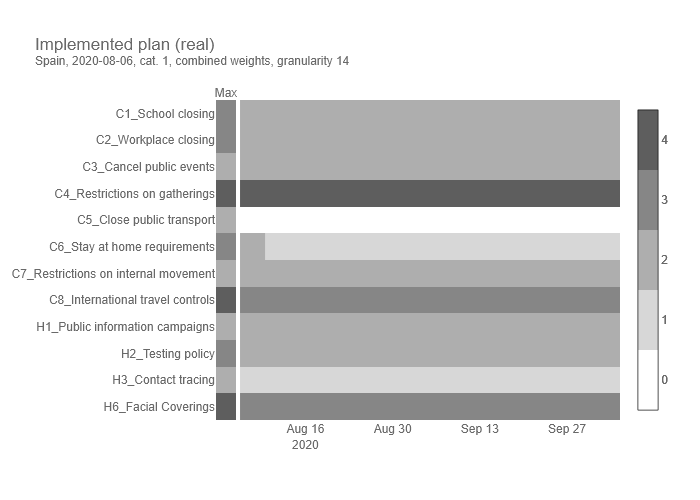 Implemented plan (real)
Spain, 2020-08-06, cat. 1, combined weights, granularity 14
Max
C1_School closing
C2_Workplace closing
C3_Cancel public events
C4_Restrictions on gatherings
C5_Close public transport
C6_Stay at home requirements
C7_Restrictions on internal movement
C8_International travel controls
H1_Public information campaigns
H2_Testing policy
H3_Contact tracing
H6_Facial Coverings
Aug 16 Aug 30 Sep 13 Sep 27
2020
4
3
2
1
0